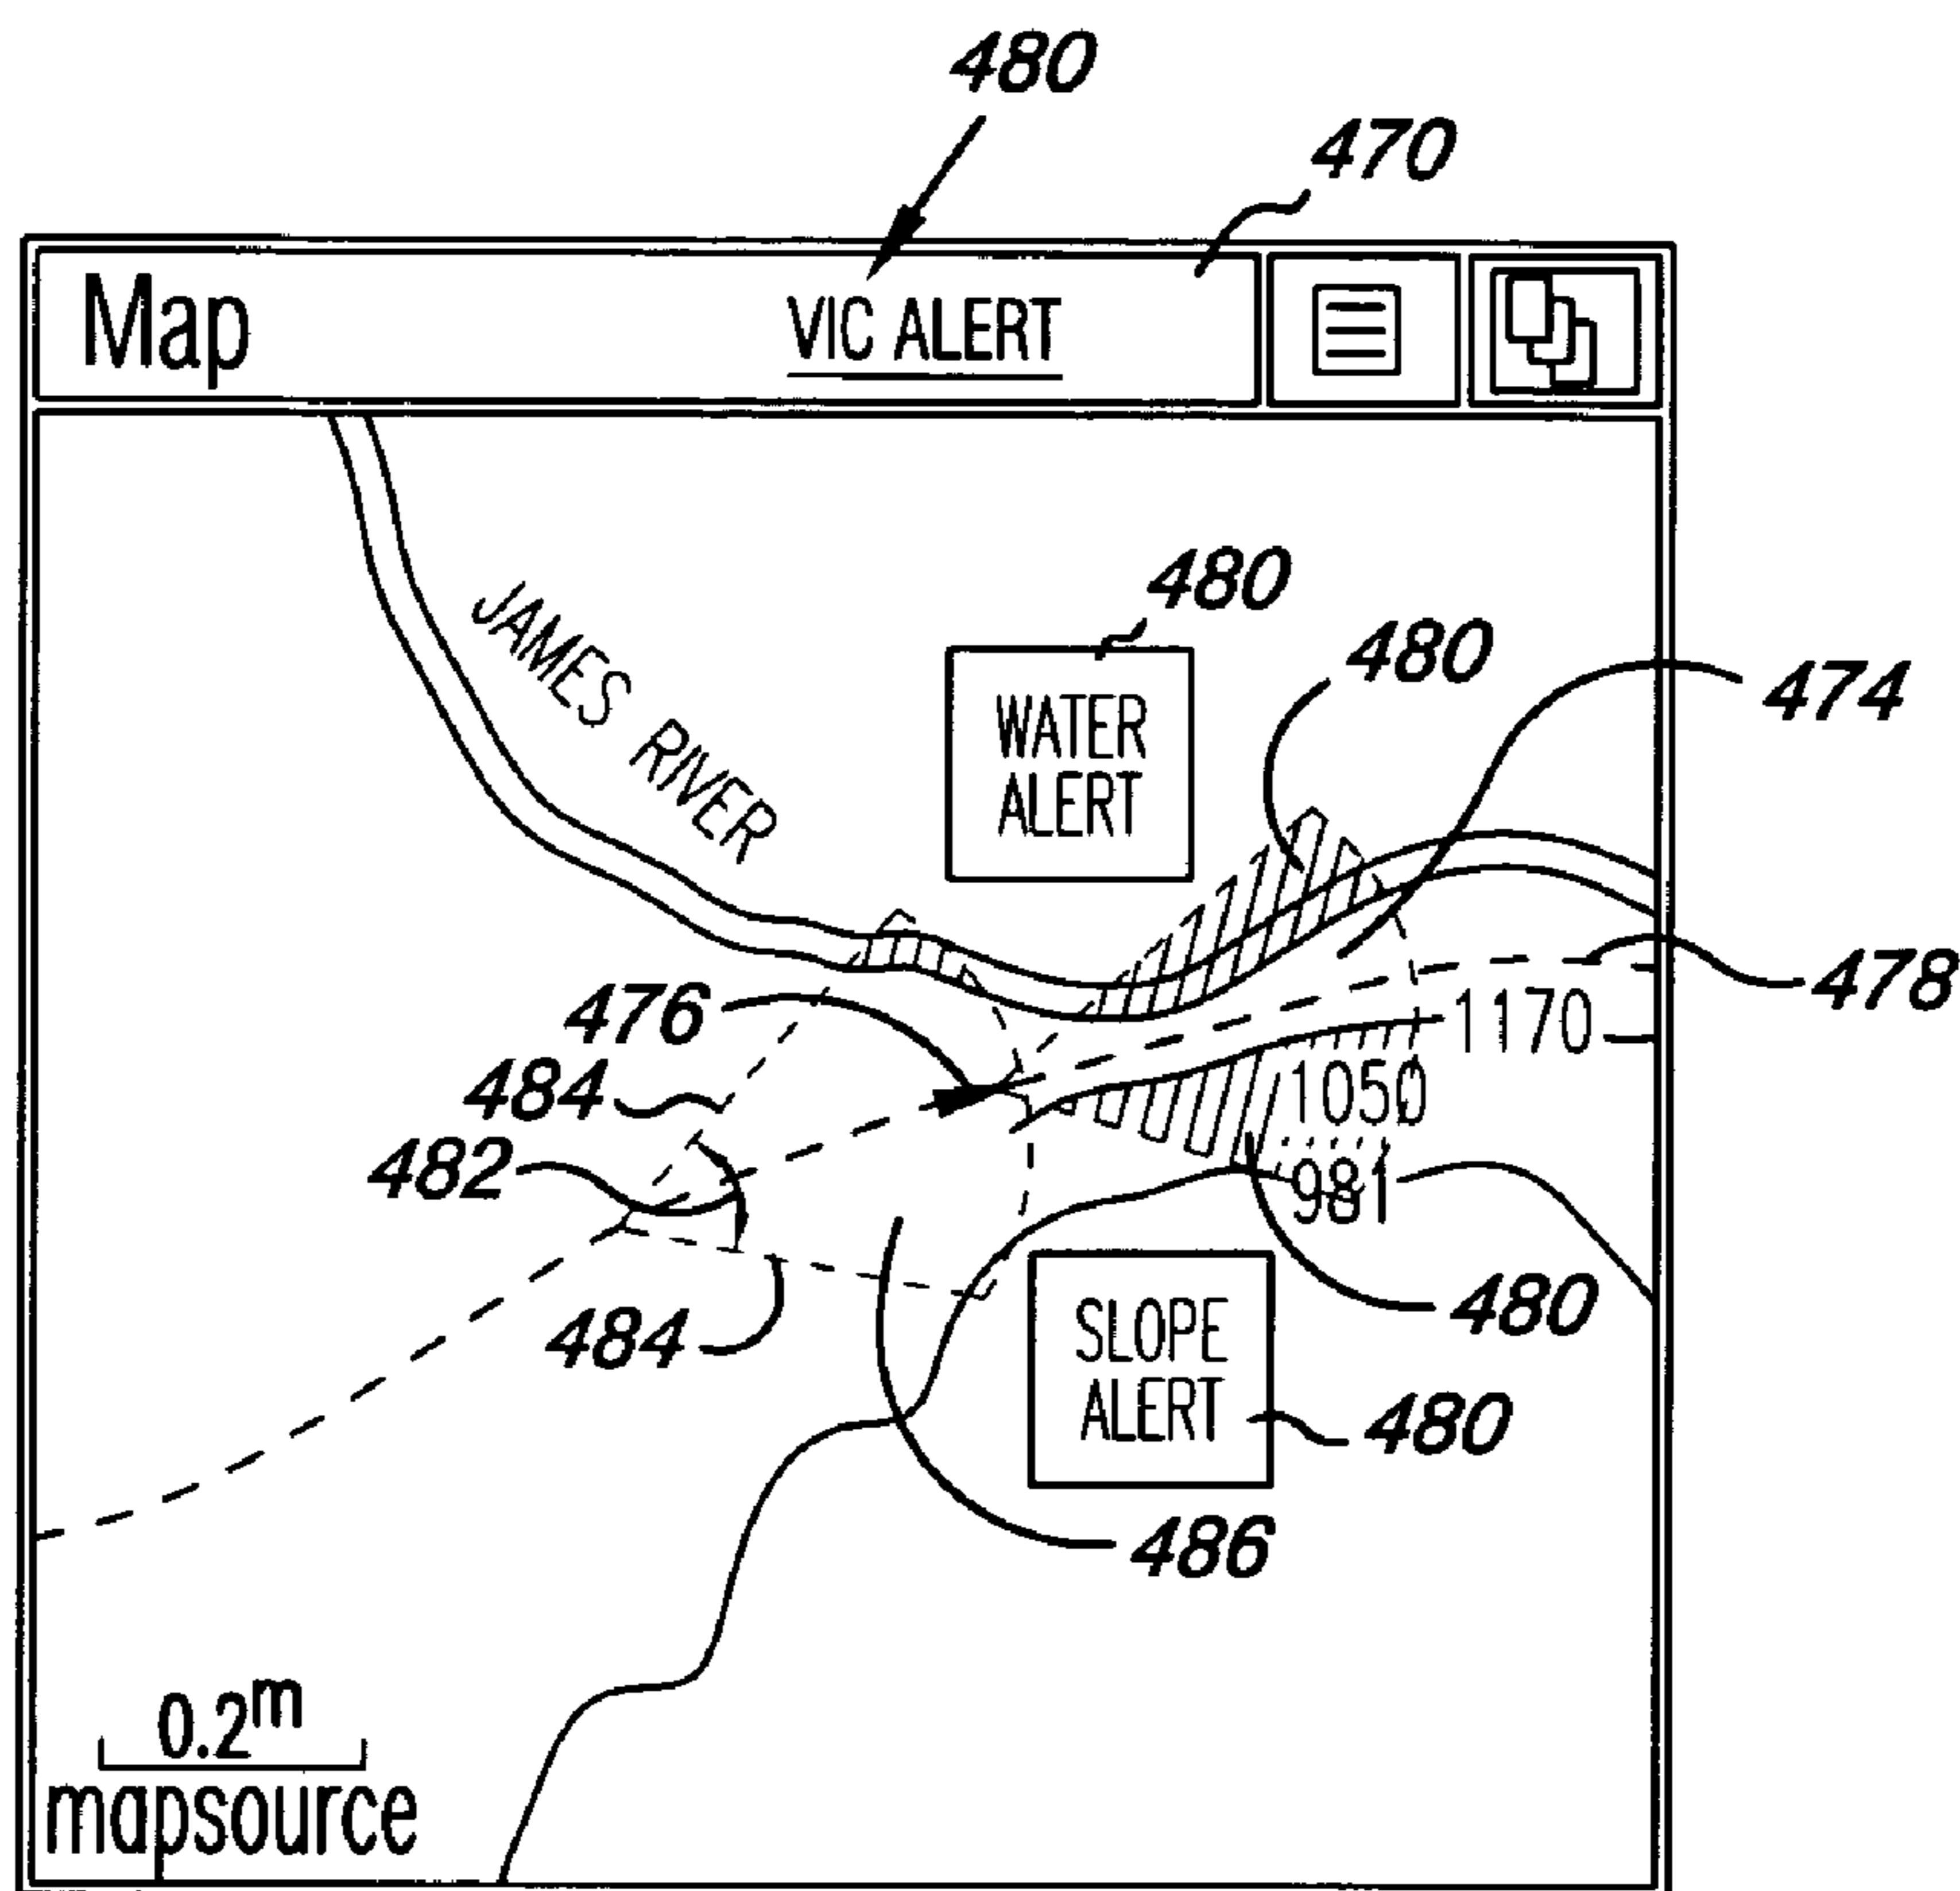 480
470
Map
VIC ALERT
JAMES RIVER
480
480
474
WATER
ALERT
476
478
1170
484
1050
482
981
480
484
SLOPE
ALERT
480
486
0.2m
mapsource